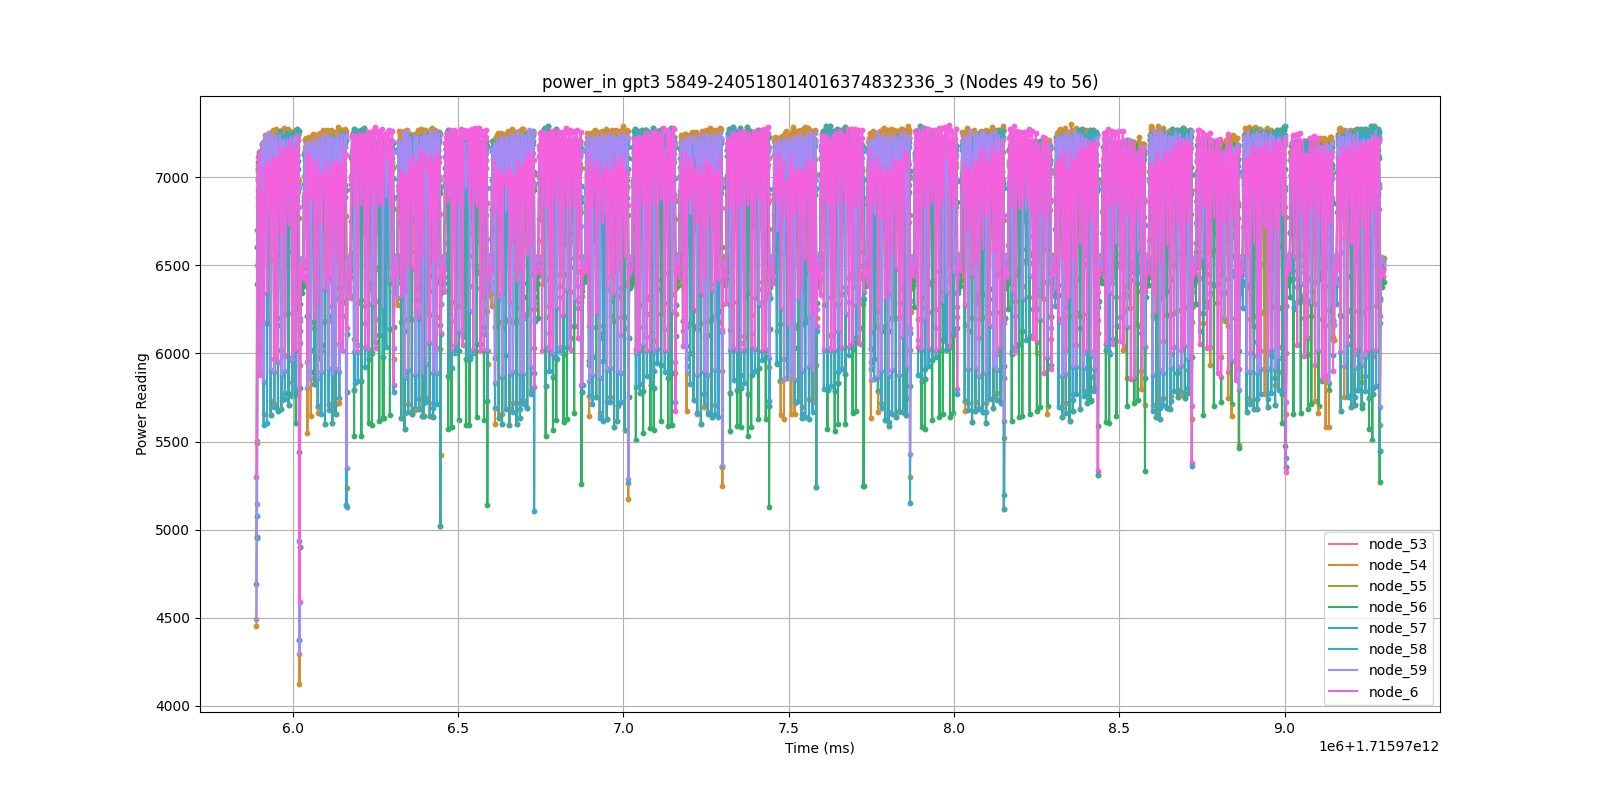 power_in gpt3 5849-240518014016374832336_3 (Nodes 49 to 56)
Power Reading
7000
6500
6000
5500
5000
4500
4000
6.0 6.5 7.0 7.5 8.0 8.5 9.0
Time (ms)
1e6+1.71597e12
node_53
node_54
node_55
node_56
node_57
node_58
node_59
node_6